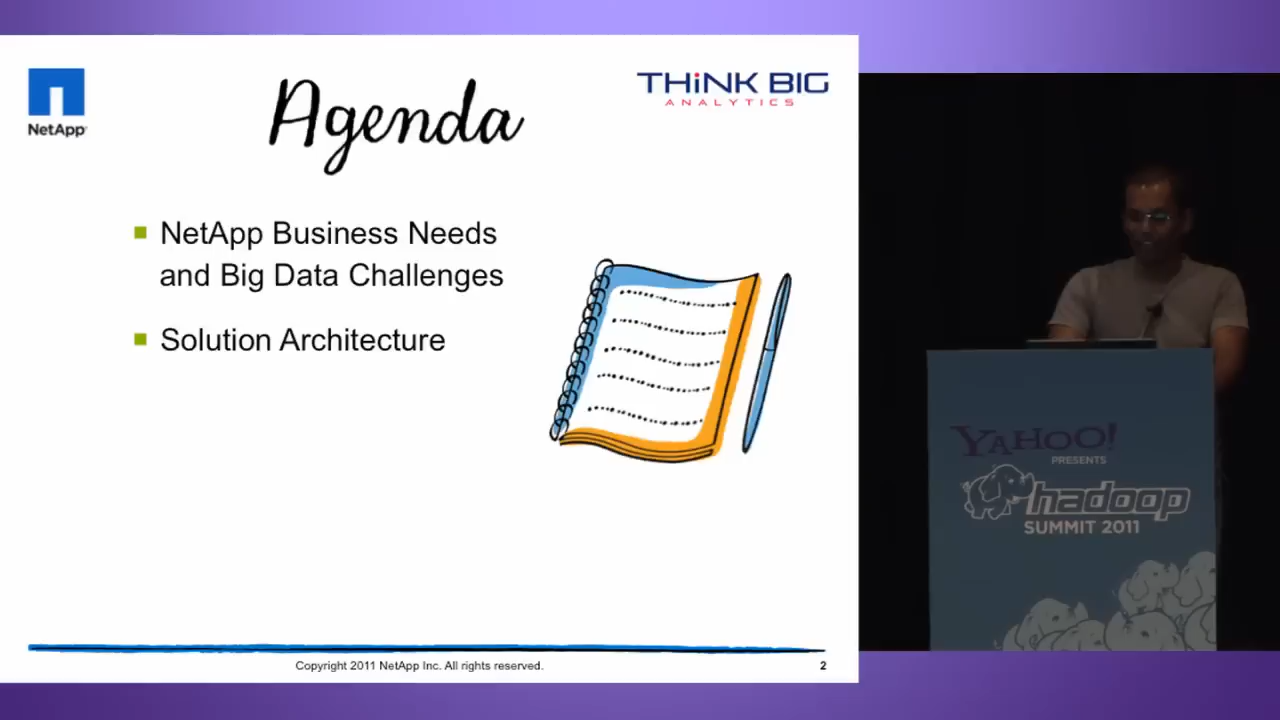 NetApp
Agenda
THiNK BIG
ANALYTICS
NetApp Business Needs
and Big Data Challenges
Solution Architecture
Copyright 2011 NetApp Inc. All rights reserved.
2
YAHOO!
PRESENTS
hadoop
SUMMIT 2011